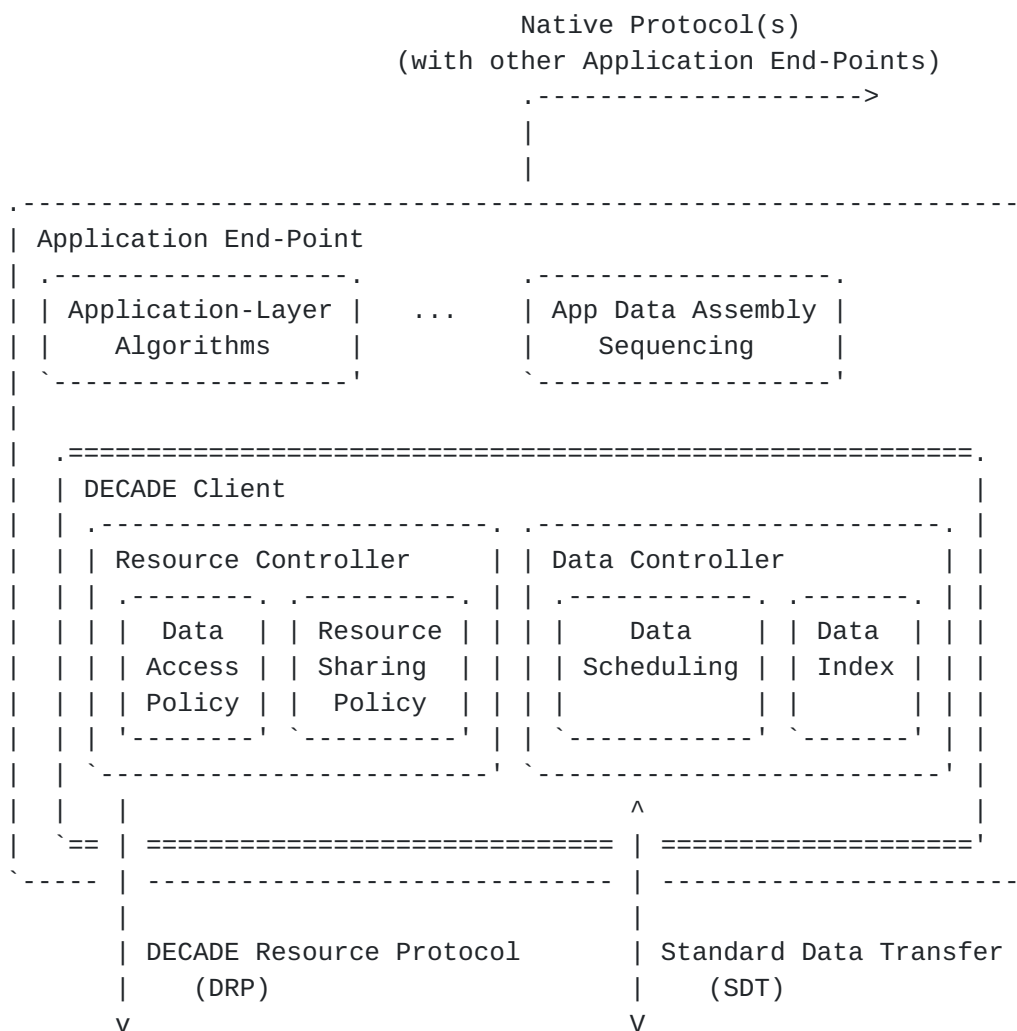 Native Protocol(s)
(with other Application End-Points)
Application End-Point
Application-Layer ... App Data Assembly
Algorithms Sequencing
DECADE Client
Resource Controller Data Controller
Data Resource Data Data
Access Sharing Scheduling Index
Policy Policy
DECADE Resource Protocol Standard Data Transfer
(DRP) (SDT)